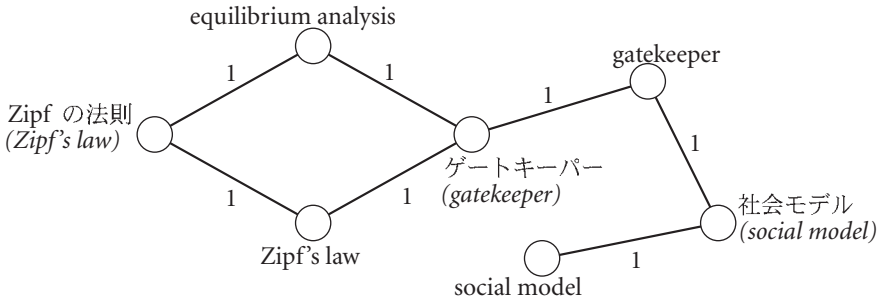 equilibrium analysis
1
1
gatekeeper
1
Zipf の法則
(Zipf's law)
1
ゲートキーパー
(gatekeeper)
1
1
社会モデル
(social model)
Zipf's law
1
social model